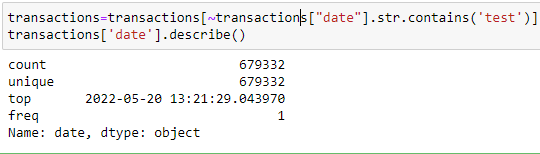 transactions=transactions[~transactions["date"].str.contains('test')]
transactions['date'].describe()
count 679332
unique 679332
top 2022-05-20 13:21:29.043970
freq 1
Name: date, dtype: object